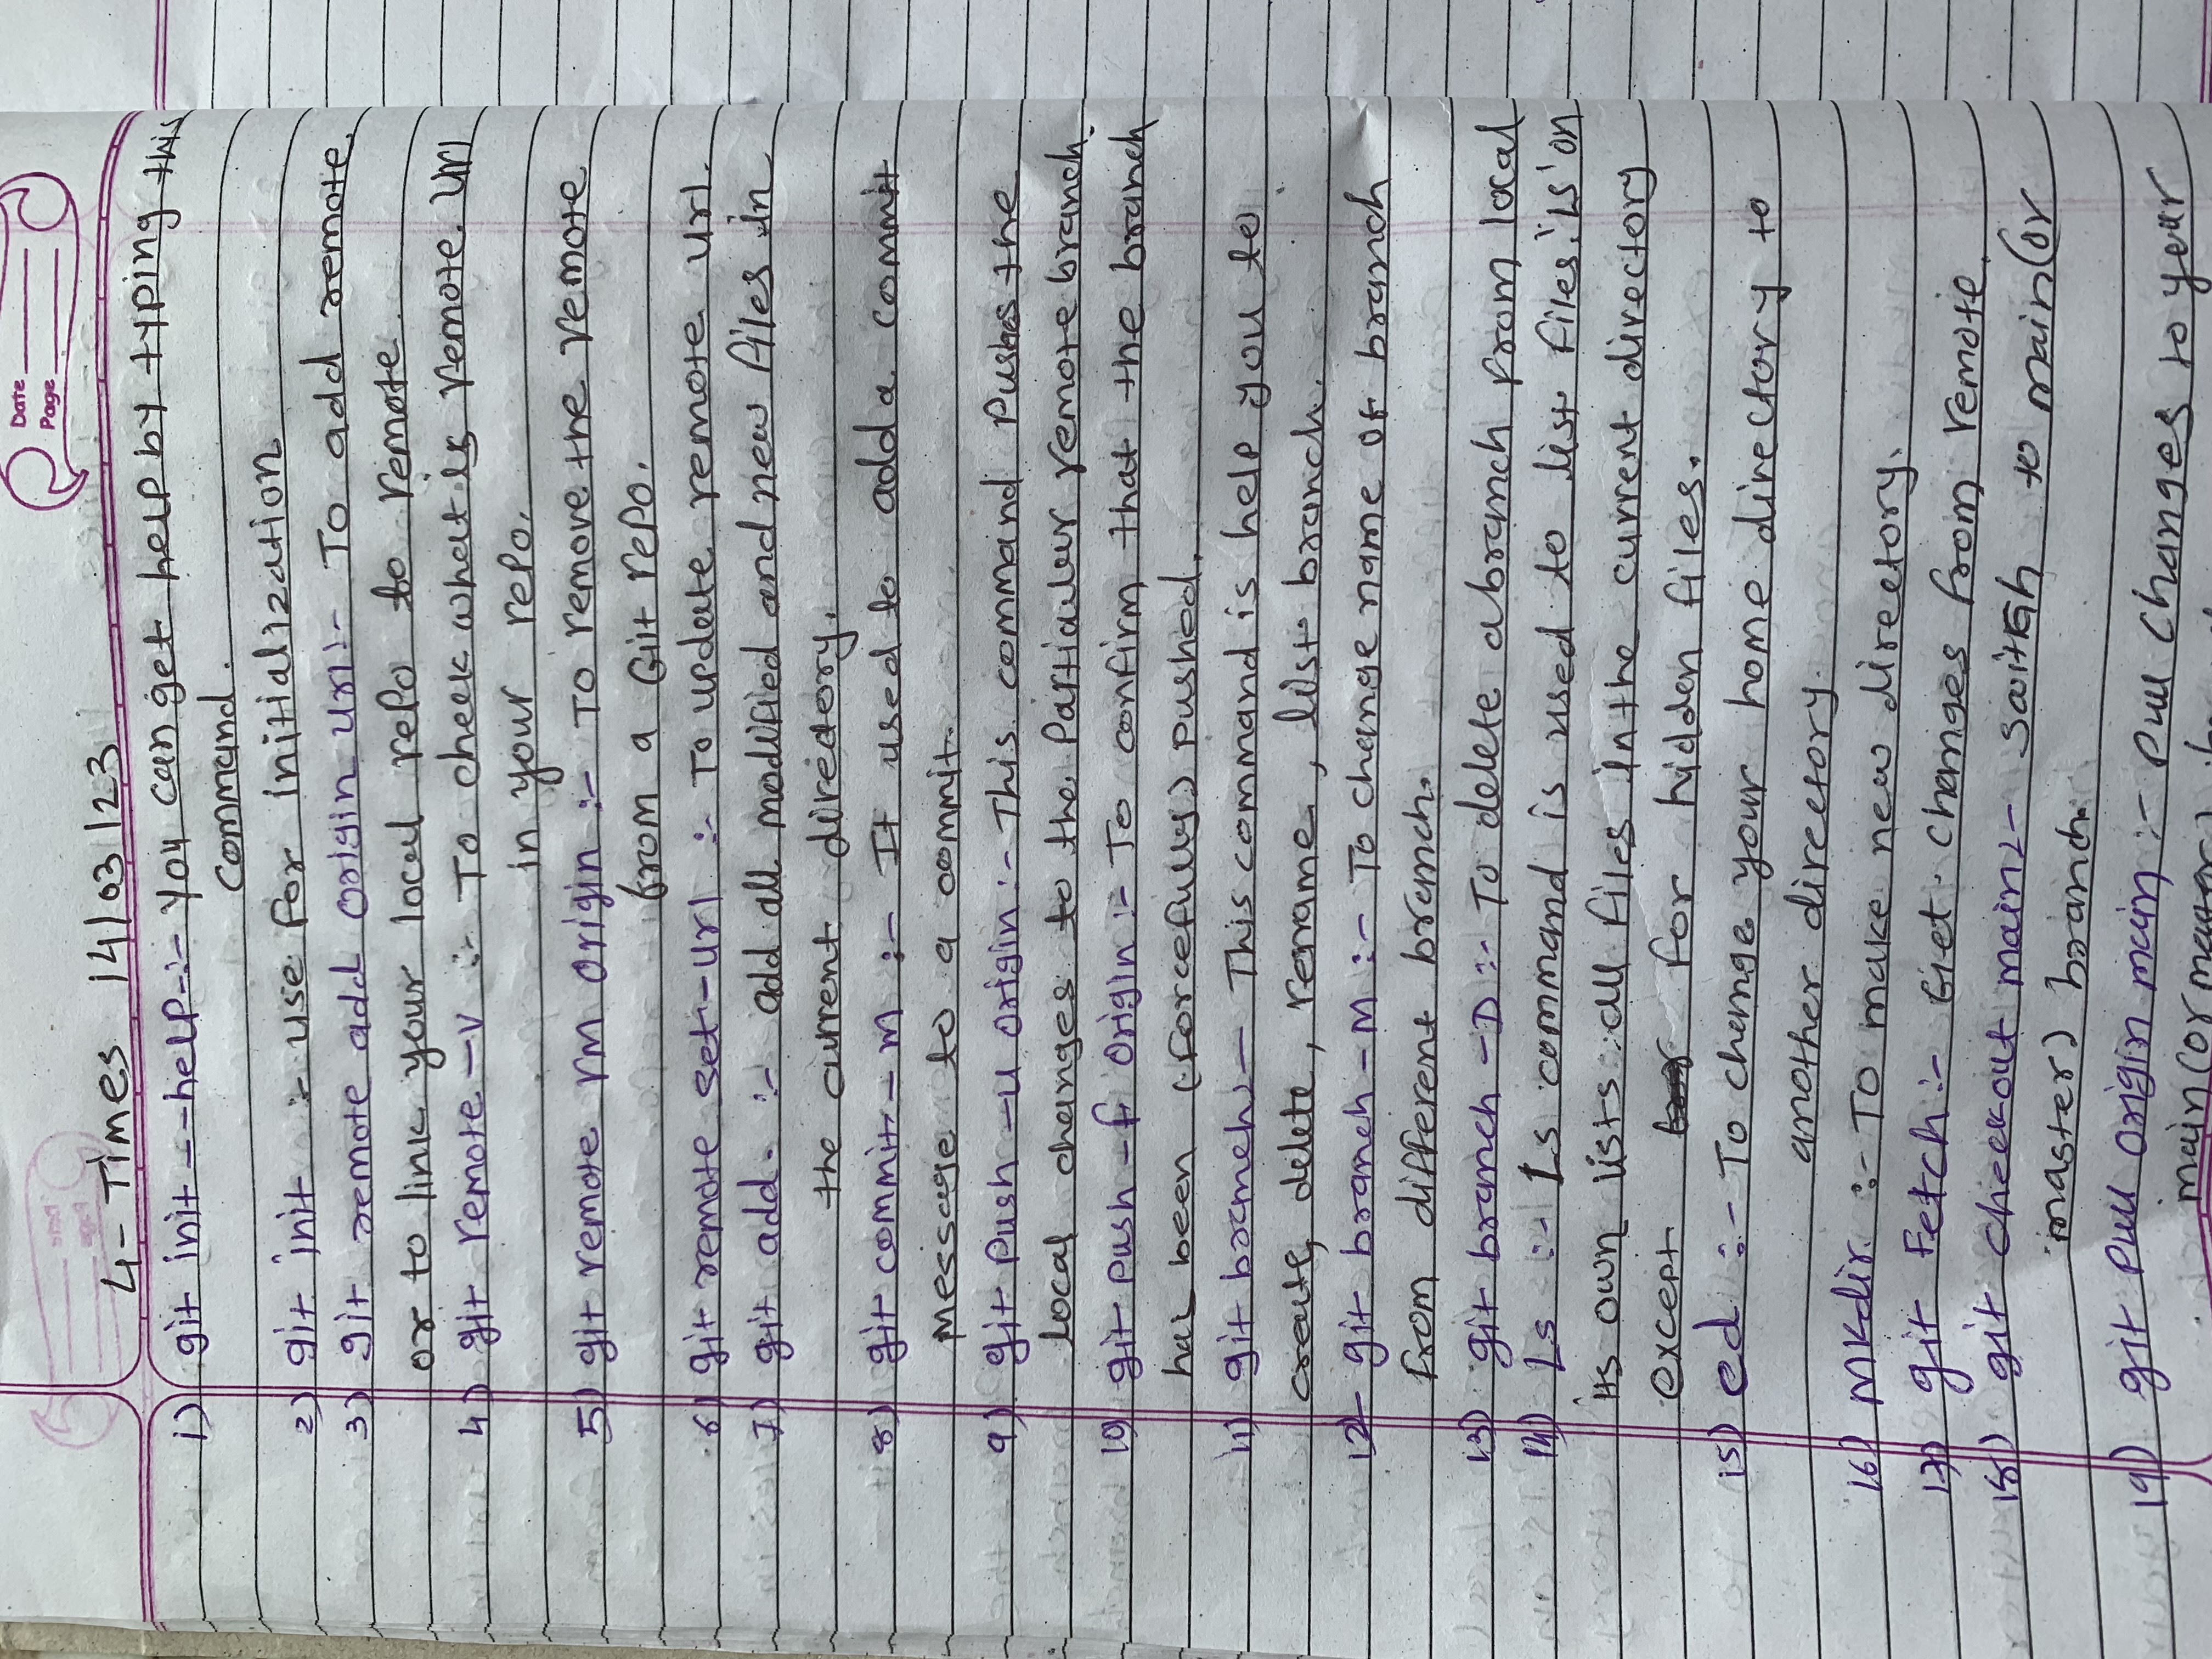 Date
Page
4- Times 14/03/23
1) git init --help :- You can get help by typing this
command.
2) git init :- use for initialization
3) git remote add origin url :- To add remote
or to link your local repo to remote
4) git remote -v :- To check what is remote url
in your repo.
5) git remote rm origin :- To remove the remote
from a Git repo.
6) git remote set-url :- To update remote url.
7) git add. :- add all modified and new files in
the current directory.
8) git commit -m :- It used to add a commit
message to a commit.
9) git push -u origin :- This command pushes the
local changes to the particular remote branch
10) git push -f origin :- To confirm that the branch
has been (forcefully) pushed.
11) git branch :- This command is help you to
create, delete, rename, list branch.
12- git branch -M :- To change name of branch
from different branch.
13) git branch -D :- To delete a branch from local
14) Ls :- Ls command is used to list files. "LS' on
its own lists all files in the current directory
except for hidden files.
15) cd :- To change your home directory to
another directory.
16) Mkdir :- To make new directory.
17) git Fetch :- Get changes from remote.
18) git checkout main :- switch to main (or
master) branch.
19) git pull origin main :- pull changes to your
main (or master)